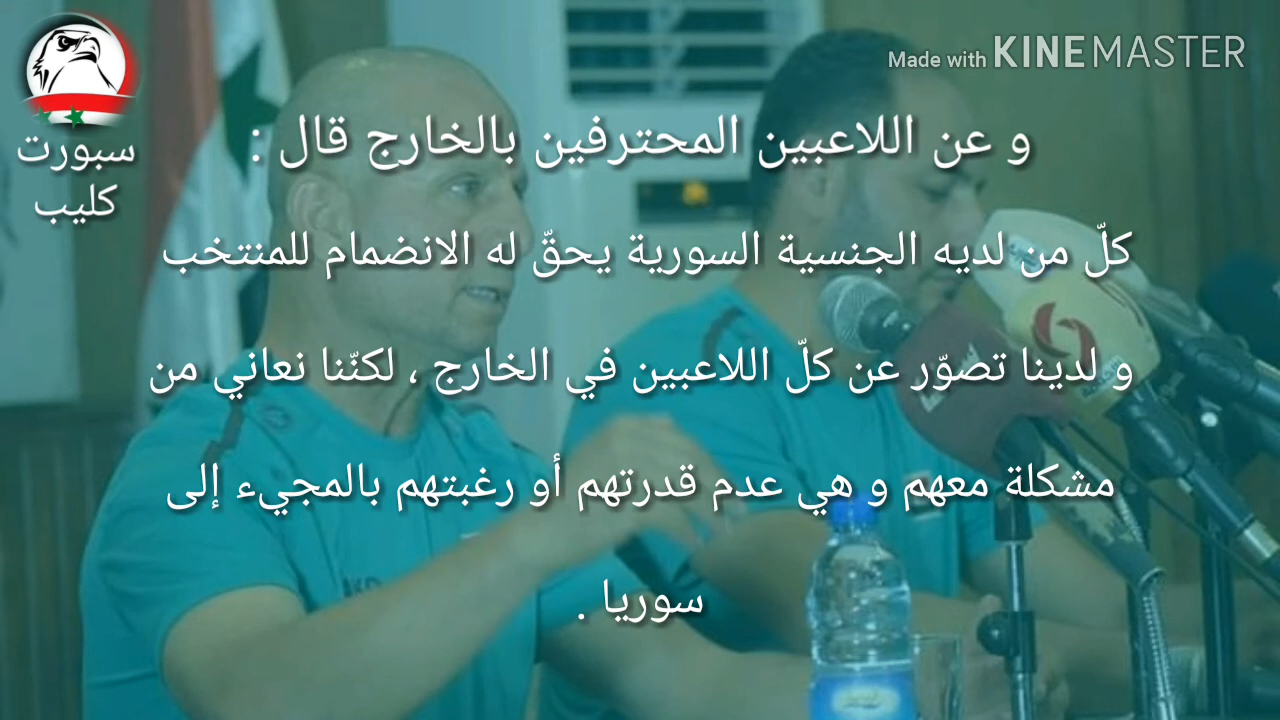 Made with KINEMASTER
سبورت
كليب
و عن اللاعبين المحترفين بالخارج قال :
كلّ من لديه الجنسية السورية يحقّ له الانضمام للمنتخب
و لدينا تصوّر عن كلّ اللاعبين في الخارج ، لكنّنا نعاني من
مشكلة معهم و هي عدم قدرتهم أو رغبتهم بالمجيء إلى
سوريا .